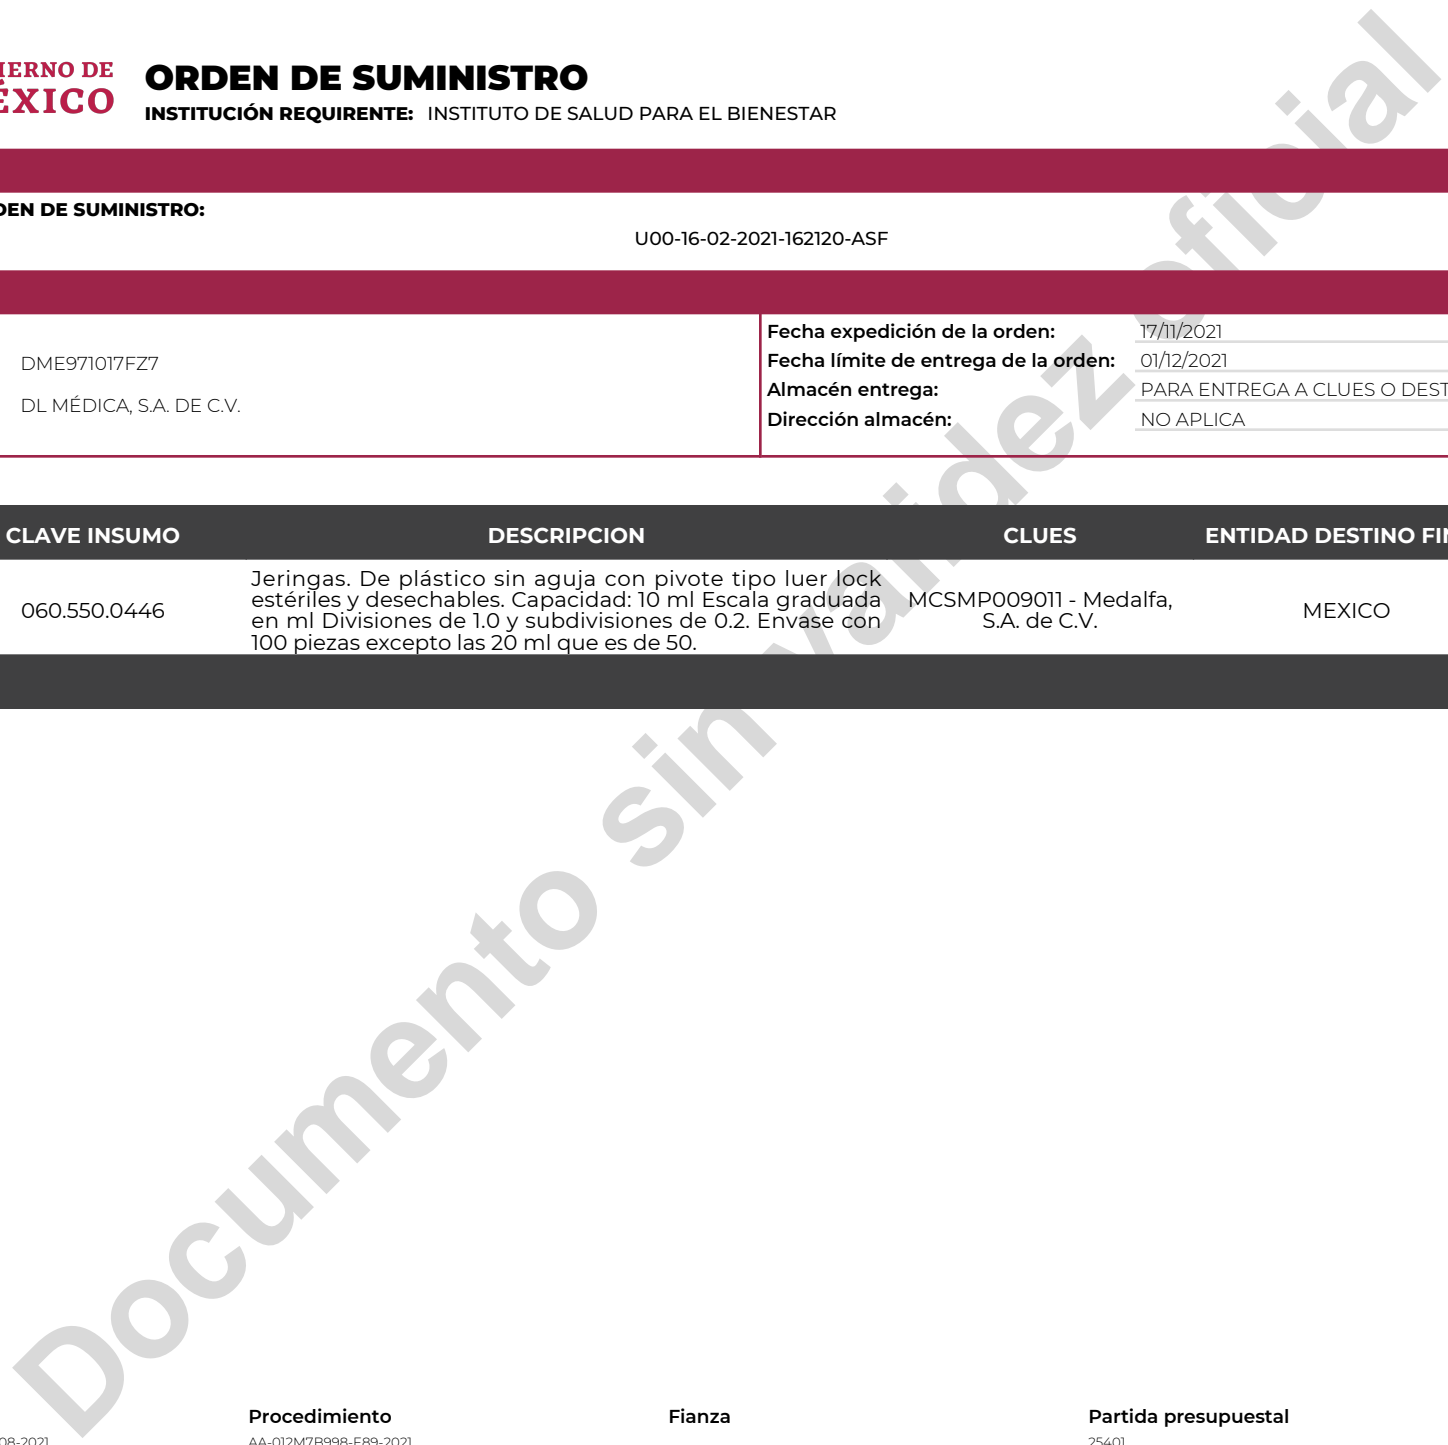 IERNO DE
ÉXICO
ORDEN DE SUMINISTRO
INSTITUCIÓN REQUIRENTE: INSTITUTO DE SALUD PARA EL BIENESTAR
DEN DE SUMINISTRO:
U00-16-02-2021-162120-ASF
DME971017FZ7
DL MÉDICA, S.A. DE C.V.
Fecha expedición de la orden: 17/11/2021
Fecha límite de entrega de la orden: 01/12/2021
Almacén entrega: PARA ENTREGA A CLUES O DEST
Dirección almacén: NO APLICA
CLAVE INSUMO DESCRIPCION CLUES ENTIDAD DESTINO FIN
060.550.0446
Jeringas. De plástico sin aguja con pivote tipo luer lock
estériles y desechables. Capacidad: 10 ml Escala graduada
en ml Divisiones de 1.0 y subdivisiones de 0.2. Envase con
100 piezas excepto las 20 ml que es de 50.
MCSMP009011 - Medalfa,
S.A. de C.V.
MEXICO
Documento sin validez oficial
Procedimiento Fianza Partida presupuestal
08-2021 AA-012M7B998-E89-2021 25401